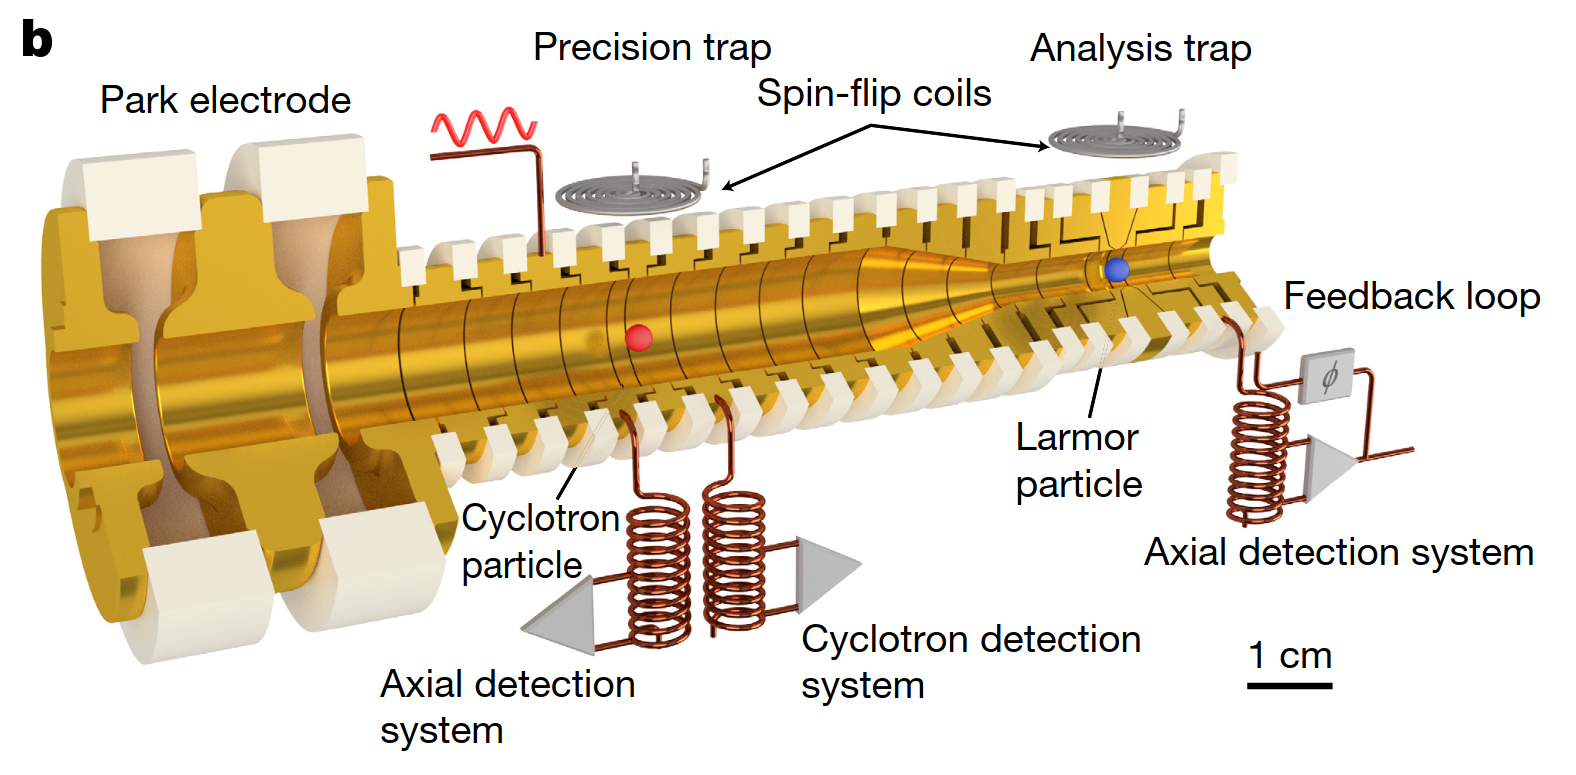 b
Precision trap
Analysis trap
Park electrode
Spin-flip coils
Feedback loop
ϕ
Larmor
particle
Cyclotron
particle
Axial detection system
Cyclotron detection
system
1 cm
Axial detection
system